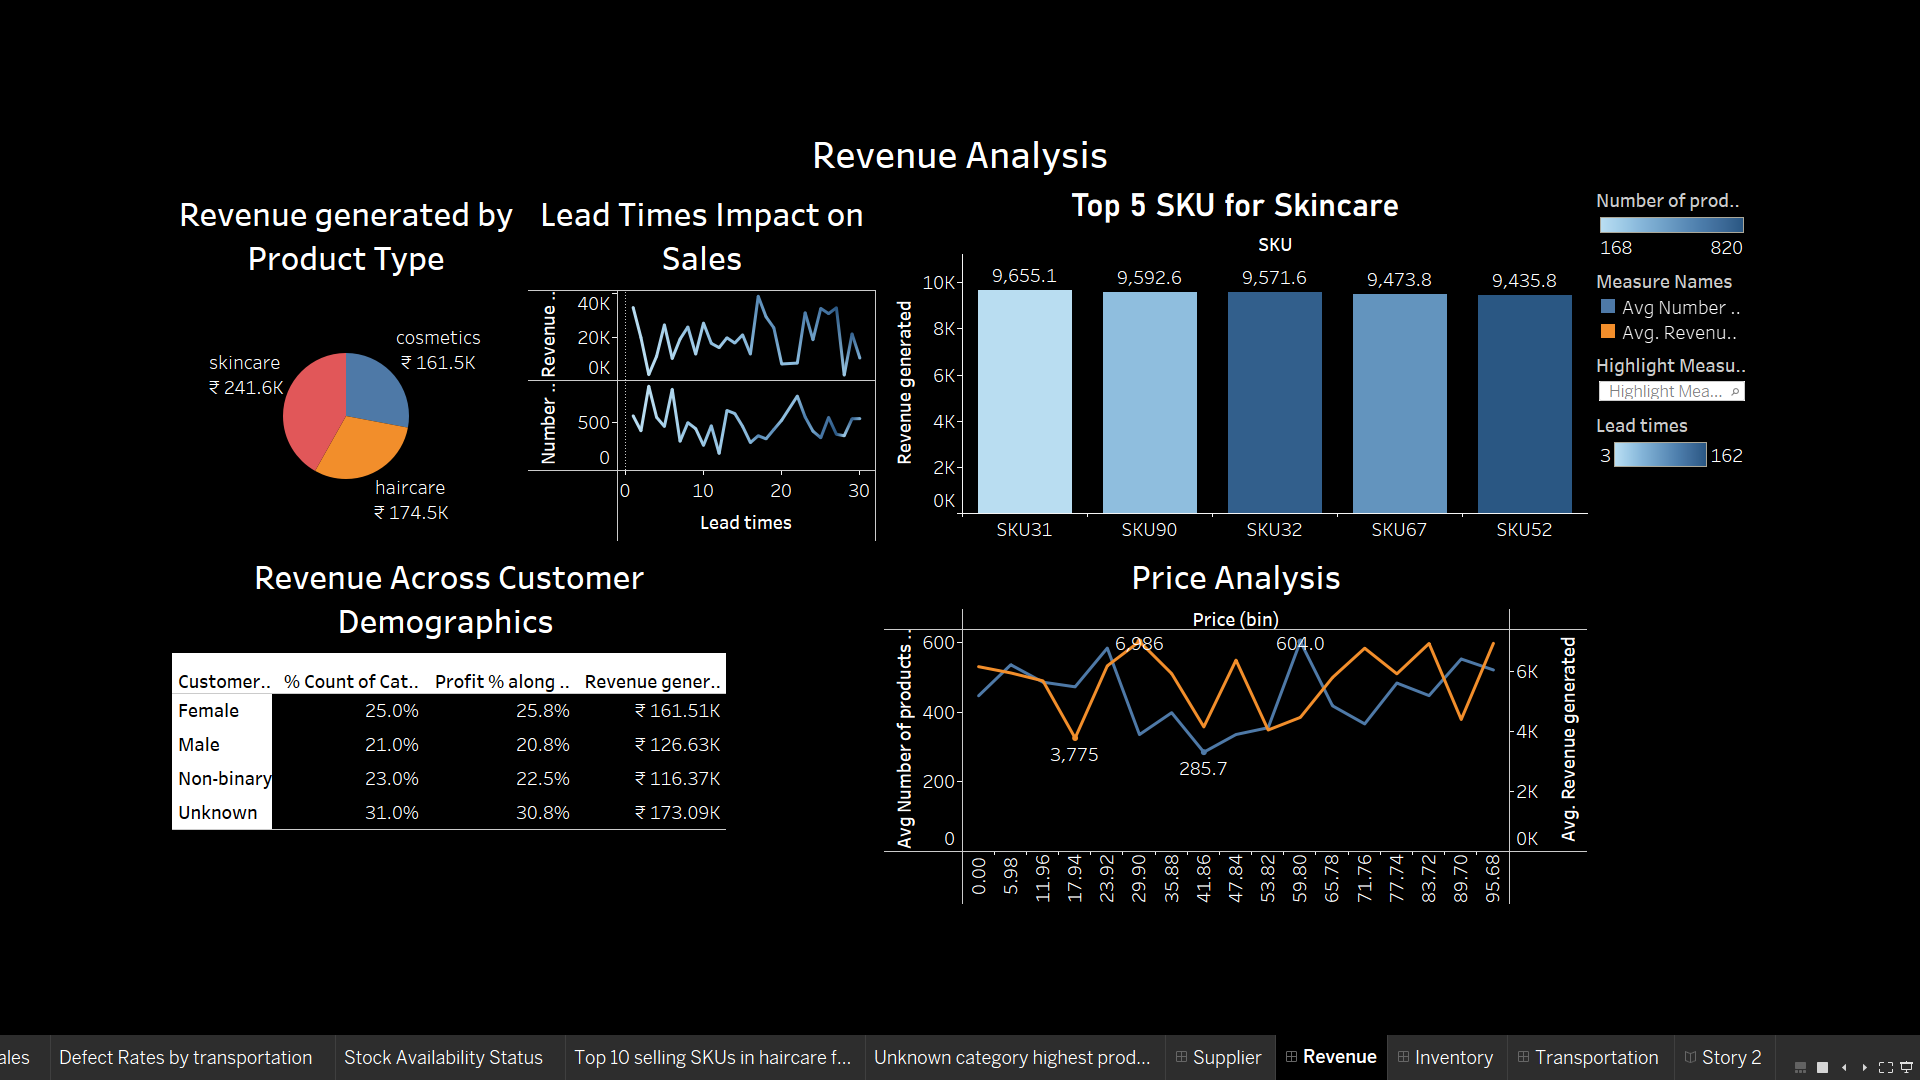 Revenue Analysis
Revenue generated by
Product Type
cosmetics
₹ 161.5K
skincare
₹ 241.6K
haircare
₹ 174.5K
Lead Times Impact on
Sales
Revenue ..
40K
20K
0K
Number ..
500
0
0 10 20 30
Lead times
Top 5 SKU for Skincare
SKU
Revenue generated
10K
8K
6K
4K
2K
0K
9,655.1 9,592.6 9,571.6 9,473.8 9,435.8
SKU31 SKU90 SKU32 SKU67 SKU52
Number of prod..
168 820
Measure Names
Avg Number ..
Avg. Revenu..
Highlight Measu..
Highlight Mea...
Lead times
3 162
Revenue Across Customer
Demographics
Customer.. % Count of Cat.. Profit % along .. Revenue gener..
Female 25.0% 25.8% ₹ 161.51K
Male 21.0% 20.8% ₹ 126.63K
Non-binary 23.0% 22.5% ₹ 116.37K
Unknown 31.0% 30.8% ₹ 173.09K
Price Analysis
Price (bin)
Avg Number of products ..
600
400
200
0
6,986
604.0
3,775
285.7
6K
4K
2K
0K
Avg. Revenue generated
0.00 5.98 11.96 17.94 23.92 29.90 35.88 41.86 47.84 53.82 59.80 65.78 71.76 77.74 83.72 89.70 95.68
ales Defect Rates by transportation Stock Availability Status Top 10 selling SKUs in haircare f... Unknown category highest prod... Supplier Revenue Inventory Transportation Story 2